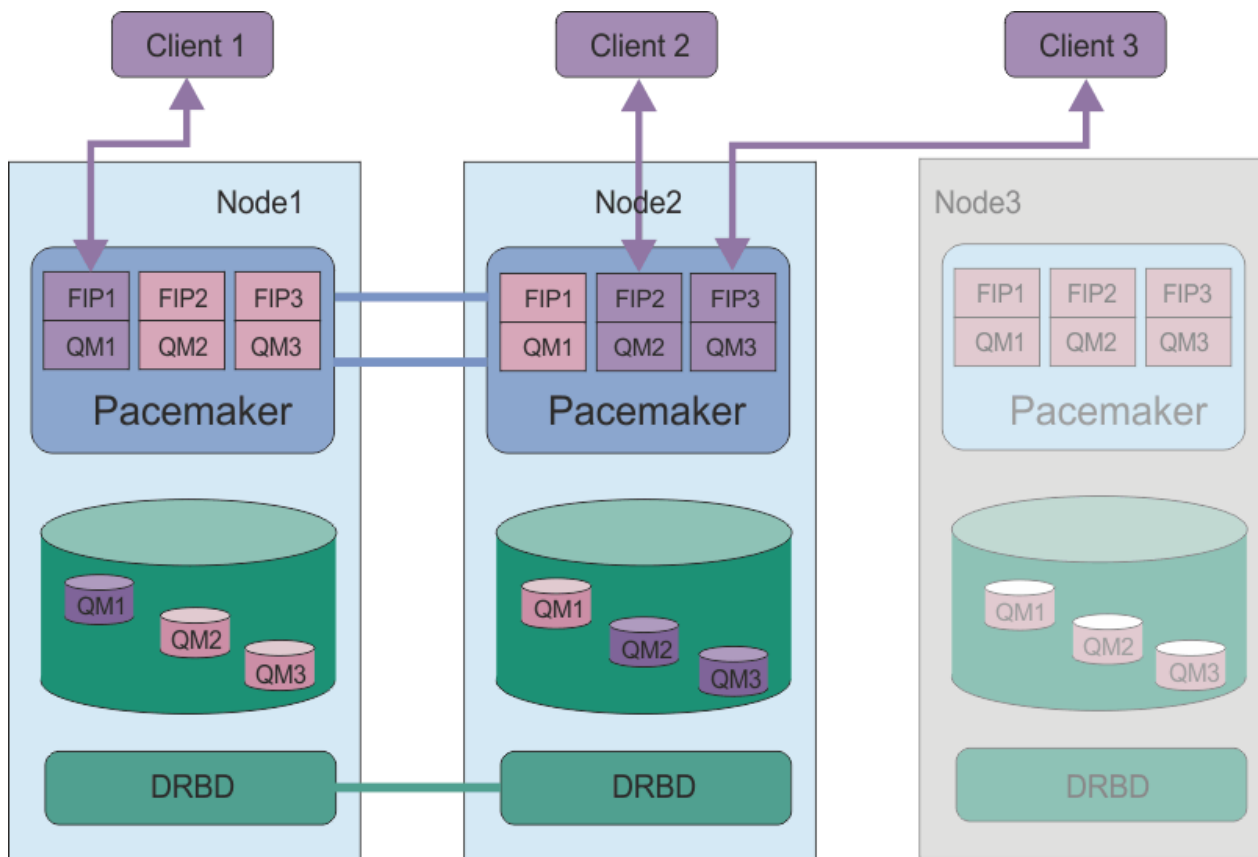 Client 1
Client 2
Client 3
Node1
Node2
Node3
FIP1 FIP2 FIP3
QM1 QM2 QM3
Pacemaker
FIP1 FIP2 FIP3
QM1 QM2 QM3
Pacemaker
FIP1 FIP2 FIP3
QM1 QM2 QM3
Pacemaker
QM1
QM2
QM3
QM1
QM2
QM3
QM1
QM2
QM3
DRBD
DRBD
DRBD